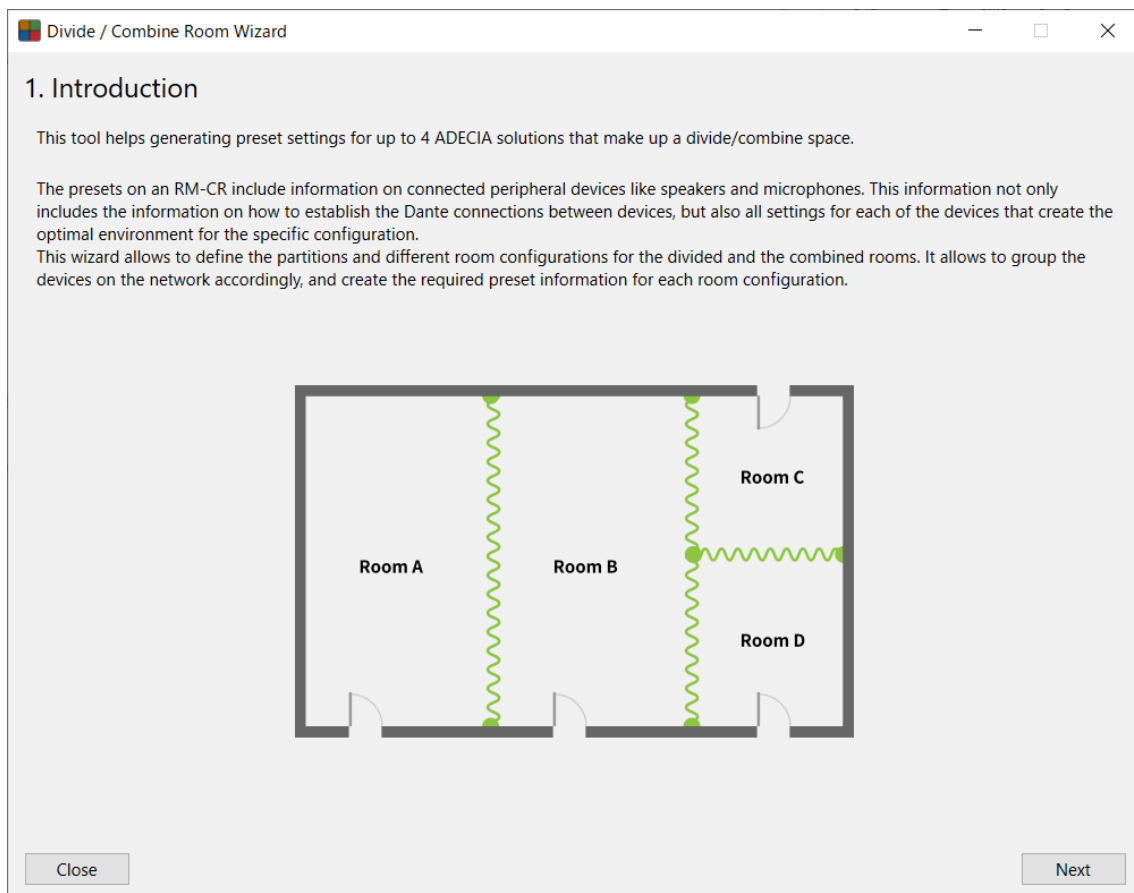 Divide / Combine Room Wizard
1. Introduction
This tool helps generating preset settings for up to 4 ADECIA solutions that make up a divide/combine space.
The presets on an RM-CR include information on connected peripheral devices like speakers and microphones. This information not only
includes the information on how to establish the Dante connections between devices, but also all settings for each of the devices that create the
optimal environment for the specific configuration.
This wizard allows to define the partitions and different room configurations for the divided and the combined rooms. It allows to group the
devices on the network accordingly, and create the required preset information for each room configuration.
Room C
Room A
Room B
Room D
Close
Next